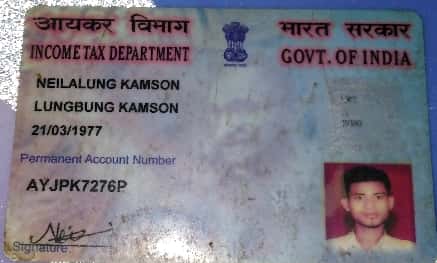 आयकर विभाग
भारत सरकार
INCOME TAX DEPARTMENT
GOVT. OF INDIA
NEILALUNG KAMSON
LUNGBUNG KAMSON
21/03/1977
Permanent Account Number
AYJPK7276P
Signature